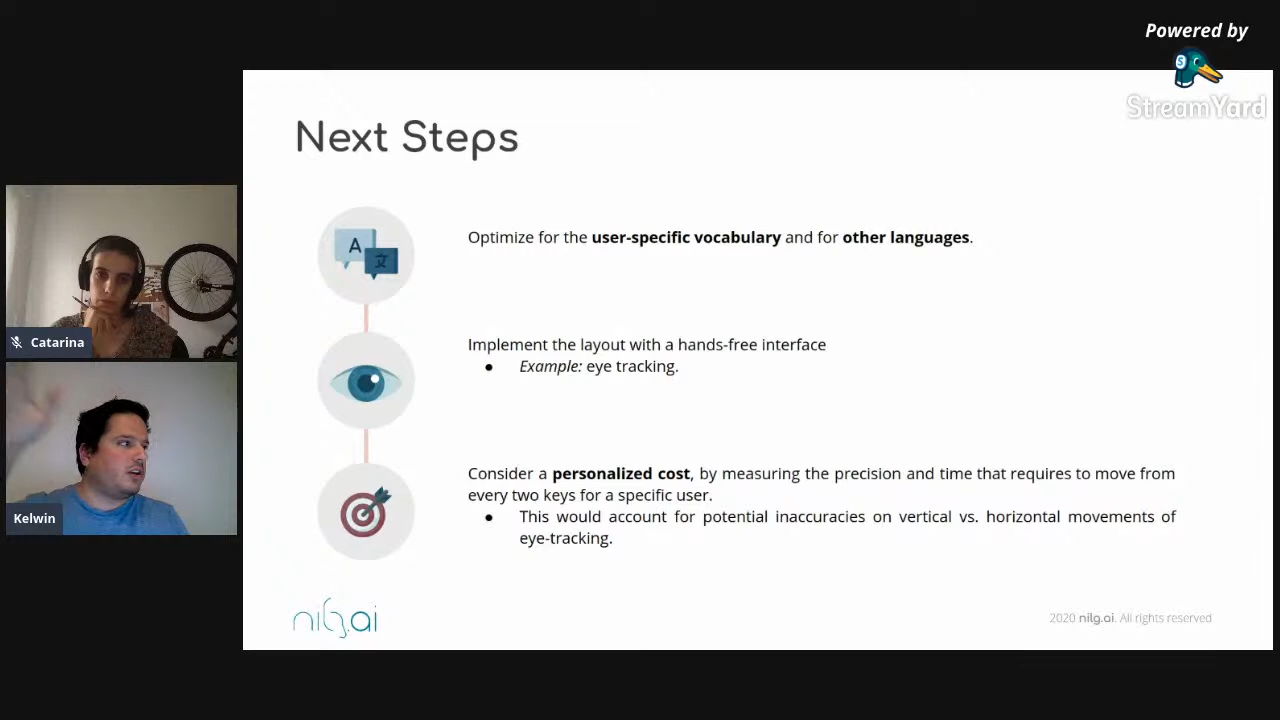 Powered by
S
StreamYard
Next Steps
A
文
Optimize for the user-specific vocabulary and for other languages.
Implement the layout with a hands-free interface
● Example: eye tracking.
Consider a personalized cost, by measuring the precision and time that requires to move from
every two keys for a specific user.
● This would account for potential inaccuracies on vertical vs. horizontal movements of
eye-tracking.
Catarina
Kelwin
nilg.ai
2020 nilg.ai. All rights reserved